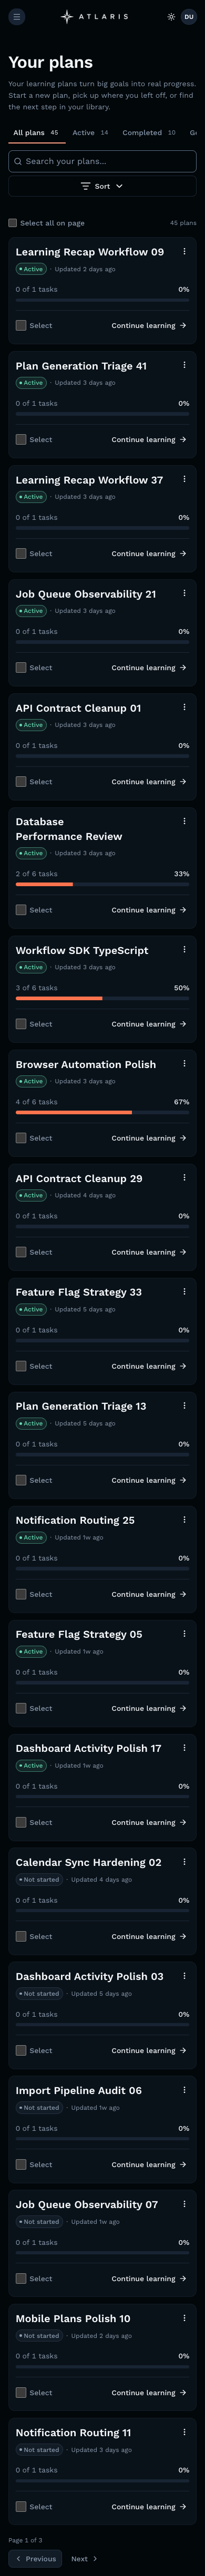 ATLARIS
DU
Your plans
Your learning plans turn big goals into real progress.
Start a new plan, pick up where you left off, or find
the next step in your library.
All plans 45 Active 14 Completed 10
Search your plans...
Sort
Select all on page 45 plans
Learning Recap Workflow 09
Active · Updated 2 days ago
0 of 1 tasks 0%
Select Continue learning →
Plan Generation Triage 41
Active · Updated 3 days ago
0 of 1 tasks 0%
Select Continue learning →
Learning Recap Workflow 37
Active · Updated 3 days ago
0 of 1 tasks 0%
Select Continue learning →
Job Queue Observability 21
Active · Updated 3 days ago
0 of 1 tasks 0%
Select Continue learning →
API Contract Cleanup 01
Active · Updated 3 days ago
0 of 1 tasks 0%
Select Continue learning →
Database
Performance Review
Active · Updated 3 days ago
2 of 6 tasks 33%
Select Continue learning →
Workflow SDK TypeScript
Active · Updated 3 days ago
3 of 6 tasks 50%
Select Continue learning →
Browser Automation Polish
Active · Updated 3 days ago
4 of 6 tasks 67%
Select Continue learning →
API Contract Cleanup 29
Active · Updated 4 days ago
0 of 1 tasks 0%
Select Continue learning →
Feature Flag Strategy 33
Active · Updated 5 days ago
0 of 1 tasks 0%
Select Continue learning →
Plan Generation Triage 13
Active · Updated 5 days ago
0 of 1 tasks 0%
Select Continue learning →
Notification Routing 25
Active · Updated 1w ago
0 of 1 tasks 0%
Select Continue learning →
Feature Flag Strategy 05
Active · Updated 1w ago
0 of 1 tasks 0%
Select Continue learning →
Dashboard Activity Polish 17
Active · Updated 1w ago
0 of 1 tasks 0%
Select Continue learning →
Calendar Sync Hardening 02
Not started · Updated 4 days ago
0 of 1 tasks 0%
Select Continue learning →
Dashboard Activity Polish 03
Not started · Updated 5 days ago
0 of 1 tasks 0%
Select Continue learning →
Import Pipeline Audit 06
Not started · Updated 1w ago
0 of 1 tasks 0%
Select Continue learning →
Job Queue Observability 07
Not started · Updated 1w ago
0 of 1 tasks 0%
Select Continue learning →
Mobile Plans Polish 10
Not started · Updated 2 days ago
0 of 1 tasks 0%
Select Continue learning →
Notification Routing 11
Not started · Updated 3 days ago
0 of 1 tasks 0%
Select Continue learning →
Page 1 of 3
Previous Next